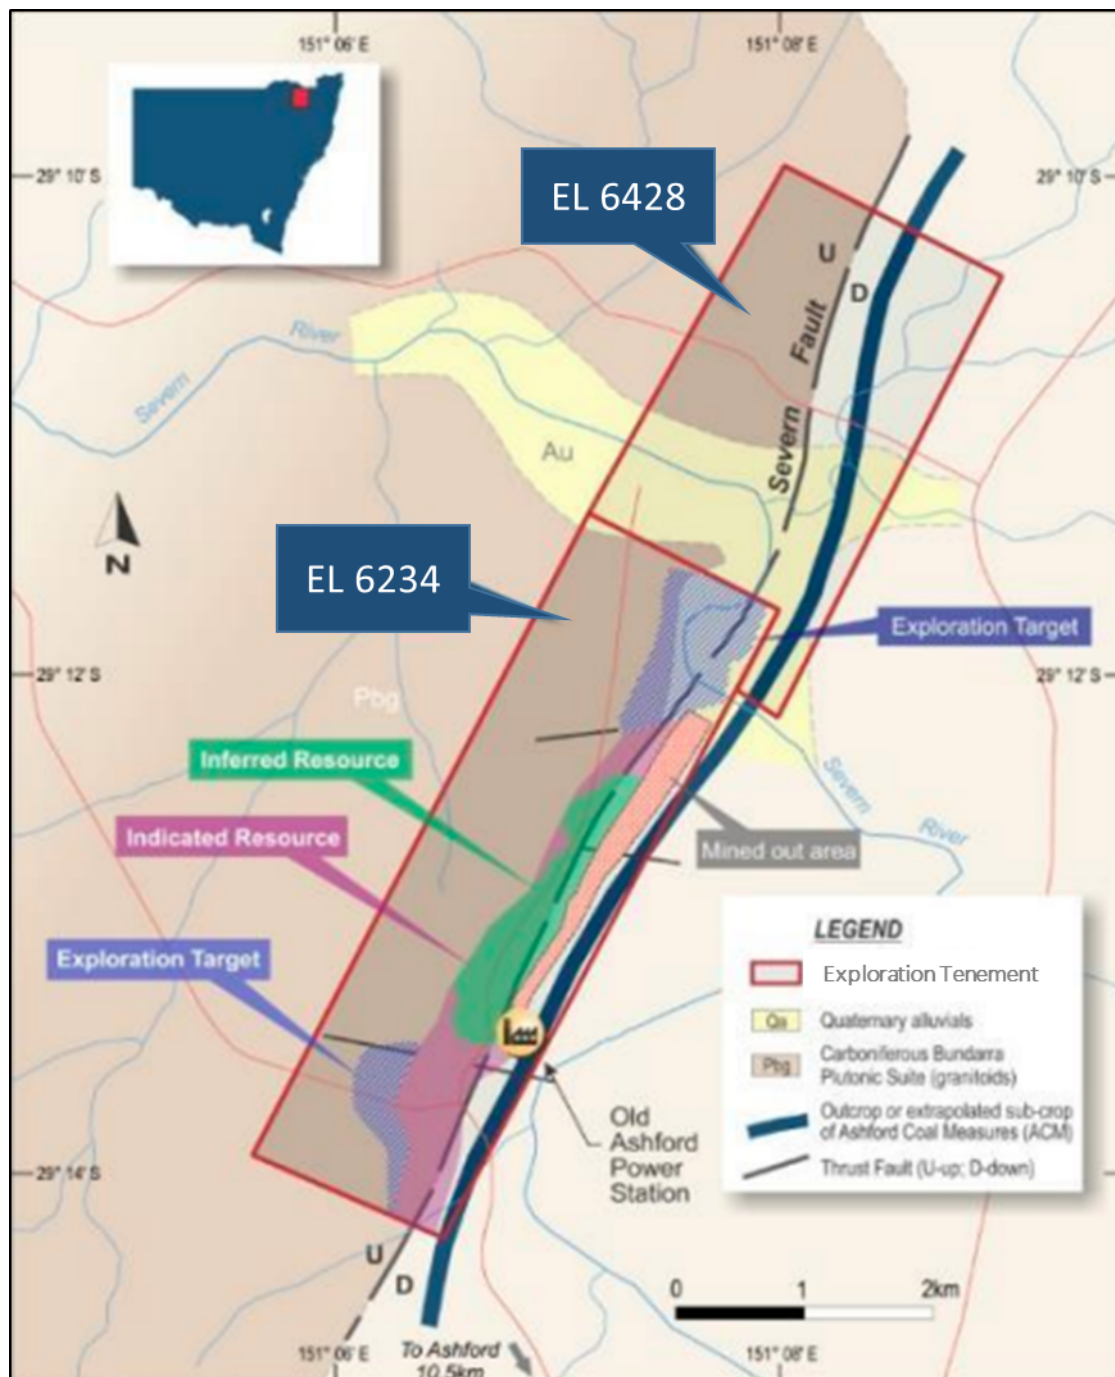 151° 06' E
151° 08' E
29° 10' S
29° 10' S
EL 6428
U
D
Severn Fault
Severn River
Au
N
EL 6234
Exploration Target
29° 12' S
29° 12' S
Pbg
Inferred Resource
Severn River
Indicated Resource
Mined out area
Exploration Target
LEGEND
Exploration Tenement
Qa
Quaternary alluvials
Pbg
Carboniferous Bundarra
Plutonic Suite (granitoids)
Outcrop or extrapolated sub-crop
of Ashford Coal Measures (ACM)
Thrust Fault (U-up; D-down)
Old
Ashford
Power
Station
29° 14' S
U
D
0 1 2km
151° 06' E
To Ashford
10.5km
151° 08' E